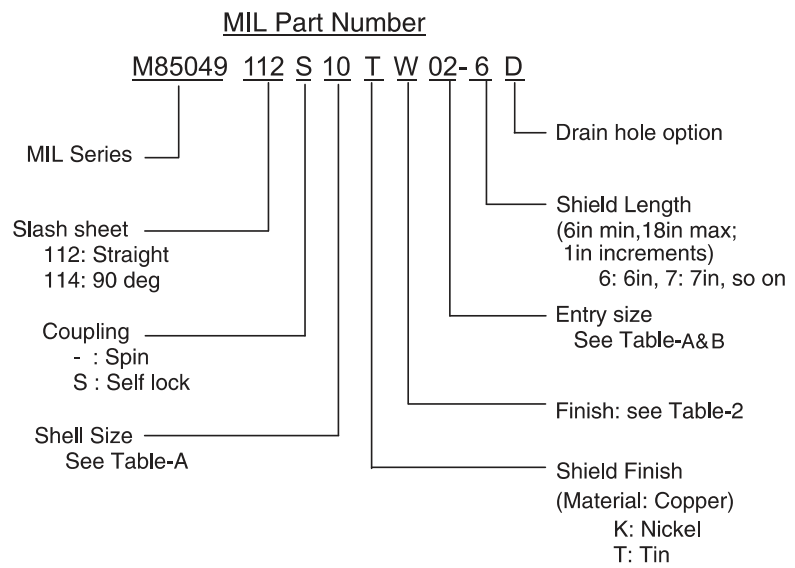 MIL Part Number
M85049 112 S 10 T W 02- 6 D
MIL Series
Slash sheet
112: Straight
114: 90 deg
Coupling
- : Spin
S : Self lock
Shell Size
See Table-A
Drain hole option
Shield Length
(6in min,18in max;
1in increments)
6: 6in, 7: 7in, so on
Entry size
See Table-A&B
Finish: see Table-2
Shield Finish
(Material: Copper)
K: Nickel
T: Tin